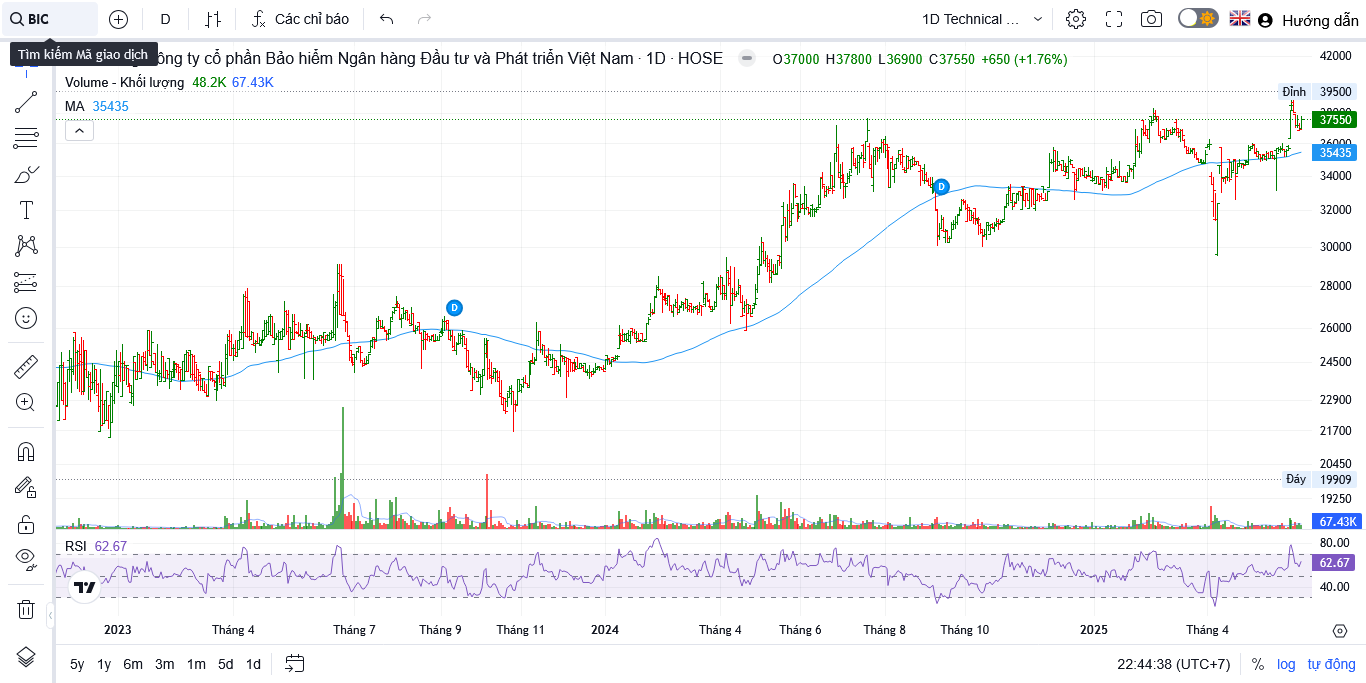 BIC
D
Các chỉ báo
1D Technical ...
Hướng dẫn
Tìm kiếm Mã giao dịch
ông ty cổ phần Bảo hiểm Ngân hàng Đầu tư và Phát triển Việt Nam · 1D · HOSE
O37000 H37800 L36900 C37550 +650 (+1.76%)
Volume - Khối lượng 48.2K 67.43K
MA 35435
42000
Đỉnh 39500
38000
37550
36000
35435
34000
32000
30000
28000
26000
24500
22900
21700
20450
Đáy 19909
19250
67.43K
D
D
T
RSI 62.67
80.00
62.67
40.00
2023 Tháng 4 Tháng 7 Tháng 9 Tháng 11 2024 Tháng 4 Tháng 6 Tháng 8 Tháng 10 2025 Tháng 4
5y 1y 6m 3m 1m 5d 1d
22:44:38 (UTC+7) % log tự động